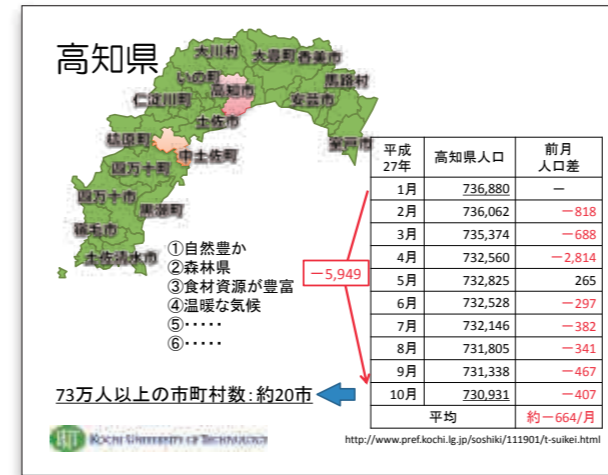 高知県
大川村
大豊町
香美市
いの町
高知市
馬路村
仁淀川町
安芸市
土佐市
室戸市
梼原町
中土佐町
四万十町
四万十市
黒潮町
宿毛市
土佐清水市
①自然豊か
②森林県
③食材資源が豊富
④温暖な気候
⑤・・・・・
⑥・・・・・
−5,949
73万人以上の市町村数：約20市
平成27年 高知県人口 前月人口差
1月 736,880 −
2月 736,062 −818
3月 735,374 −688
4月 732,560 −2,814
5月 732,825 265
6月 732,528 −297
7月 732,146 −382
8月 731,805 −341
9月 731,338 −467
10月 730,931 −407
平均 約−664/月
KOCHI UNIVERSITY OF TECHNOLOGY
http://www.pref.kochi.lg.jp/soshiki/111901/t-suikei.html